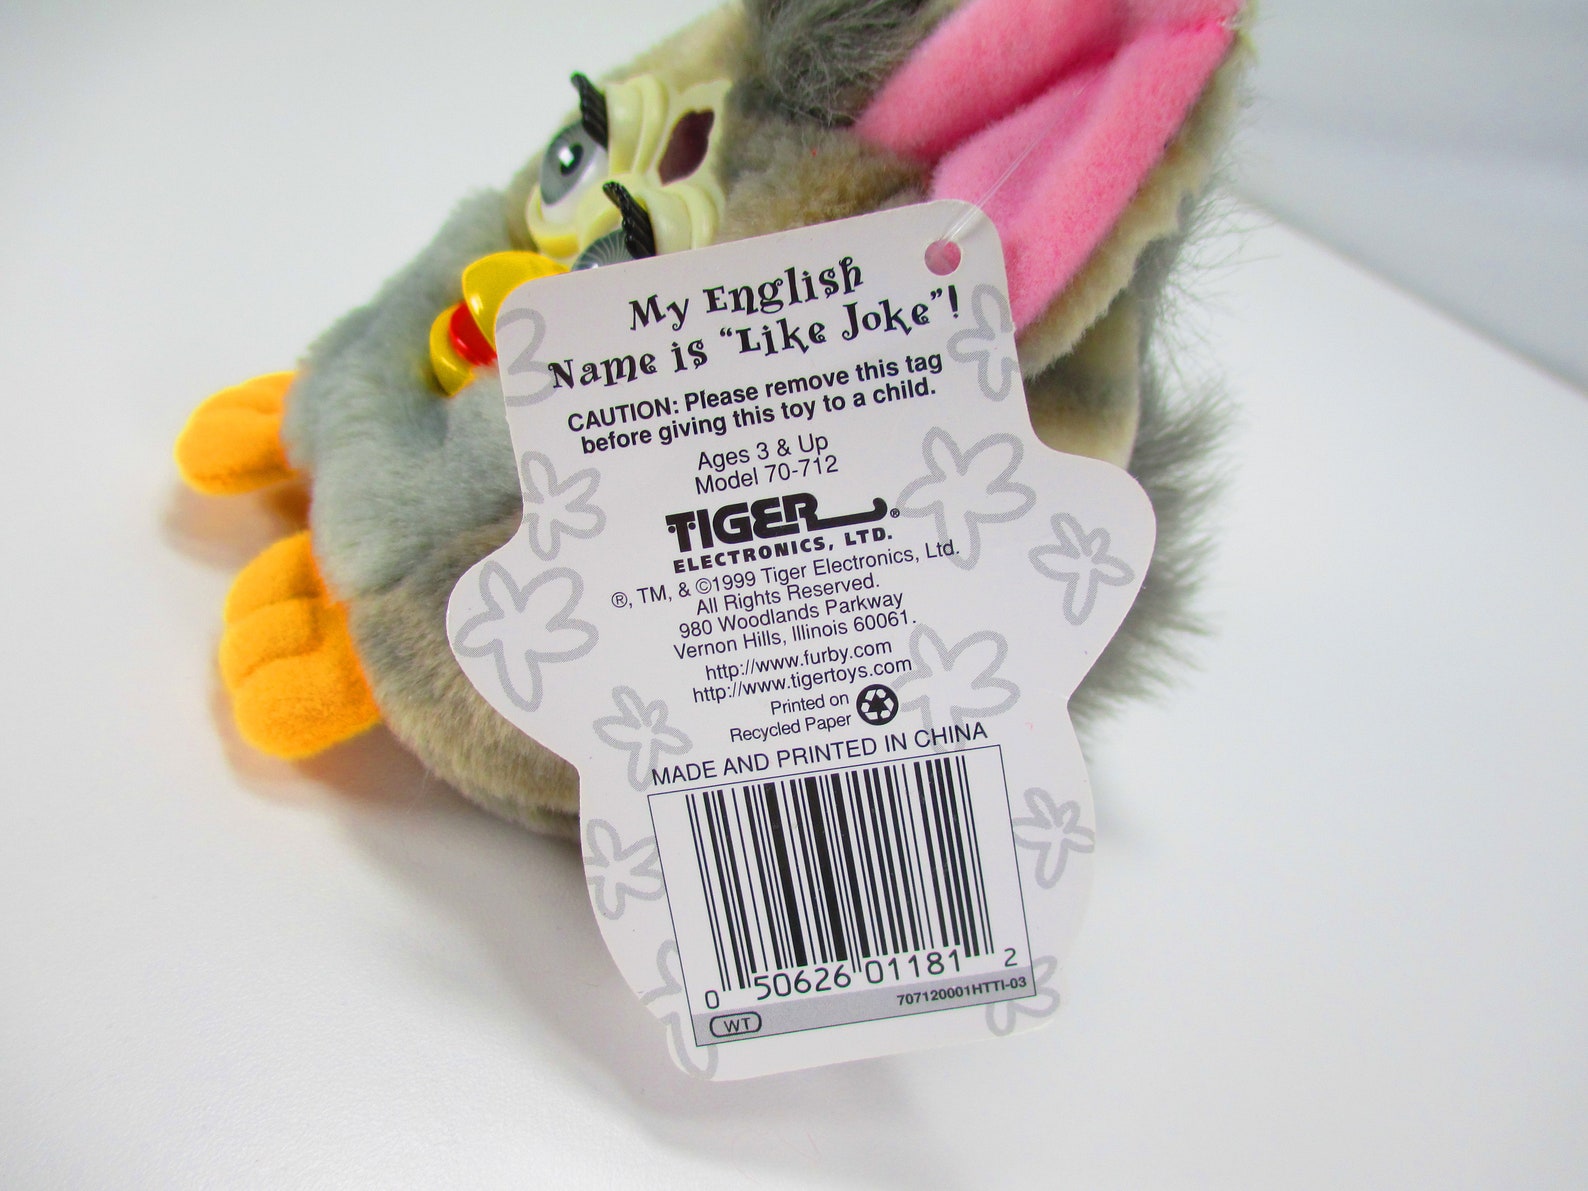 My English
Name is "Like Joke"!
CAUTION: Please remove this tag
before giving this toy to a child.
Ages 3 & Up
Model 70-712
TIGER®
ELECTRONICS, LTD.
®, TM, & ©1999 Tiger Electronics, Ltd.
All Rights Reserved.
980 Woodlands Parkway
Vernon Hills, Illinois 60061.
http://www.furby.com
http://www.tigertoys.com
Printed on
Recycled Paper
MADE AND PRINTED IN CHINA
0 50626 01181 2
707120001HTTI-03
WT